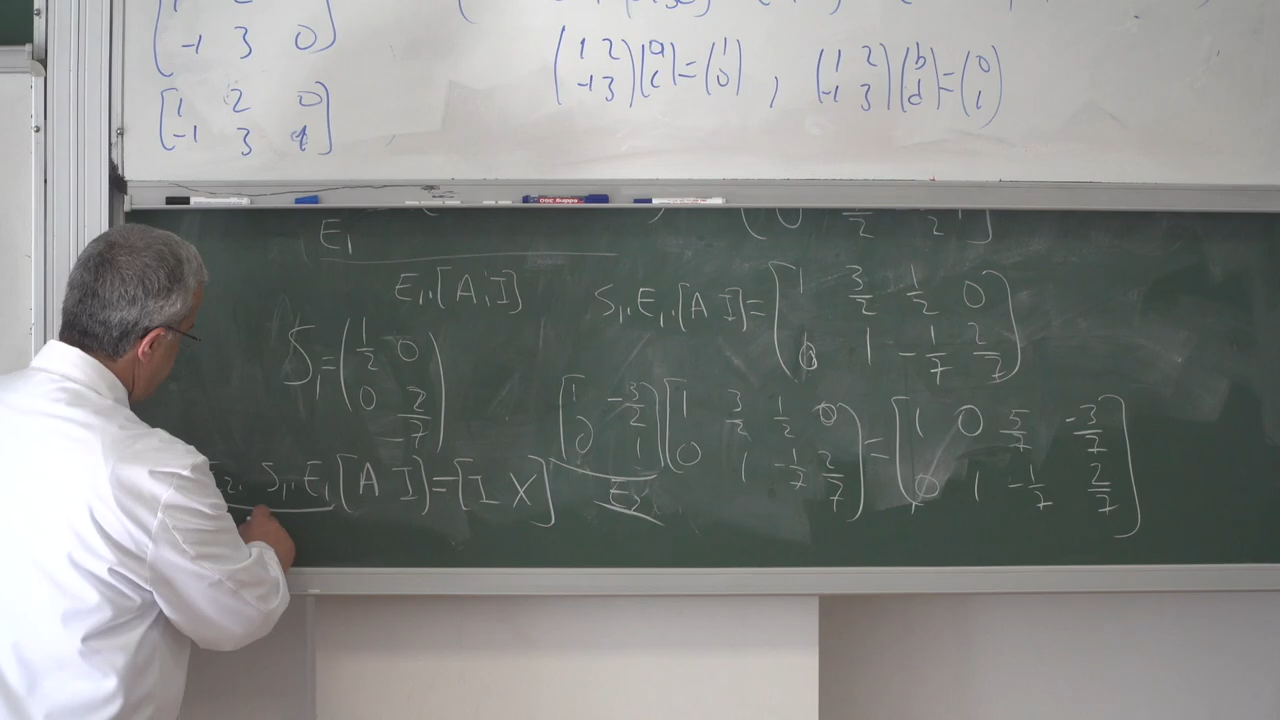 -1 3 0
[1 2 0
-1 3 1]
(1 2
-1 3)(a
c)=(1
0) , (1 2
-1 3)(b
d)=(0
1)
E₁
E₁.[A,I]
S₁.E₁.[A I]=[1 3/2 1/2 0
0 1 -1/7 2/7]
S₁=(1/2 0
0 2/7)
[1 -3/2
0 1][1 3/2 1/2 0
0 1 -1/7 2/7]=[1 0 5/7 -3/7
0 1 -1/7 2/7]
E₂
E₂. S₁.E₁[A I]=[I X]
edding 360